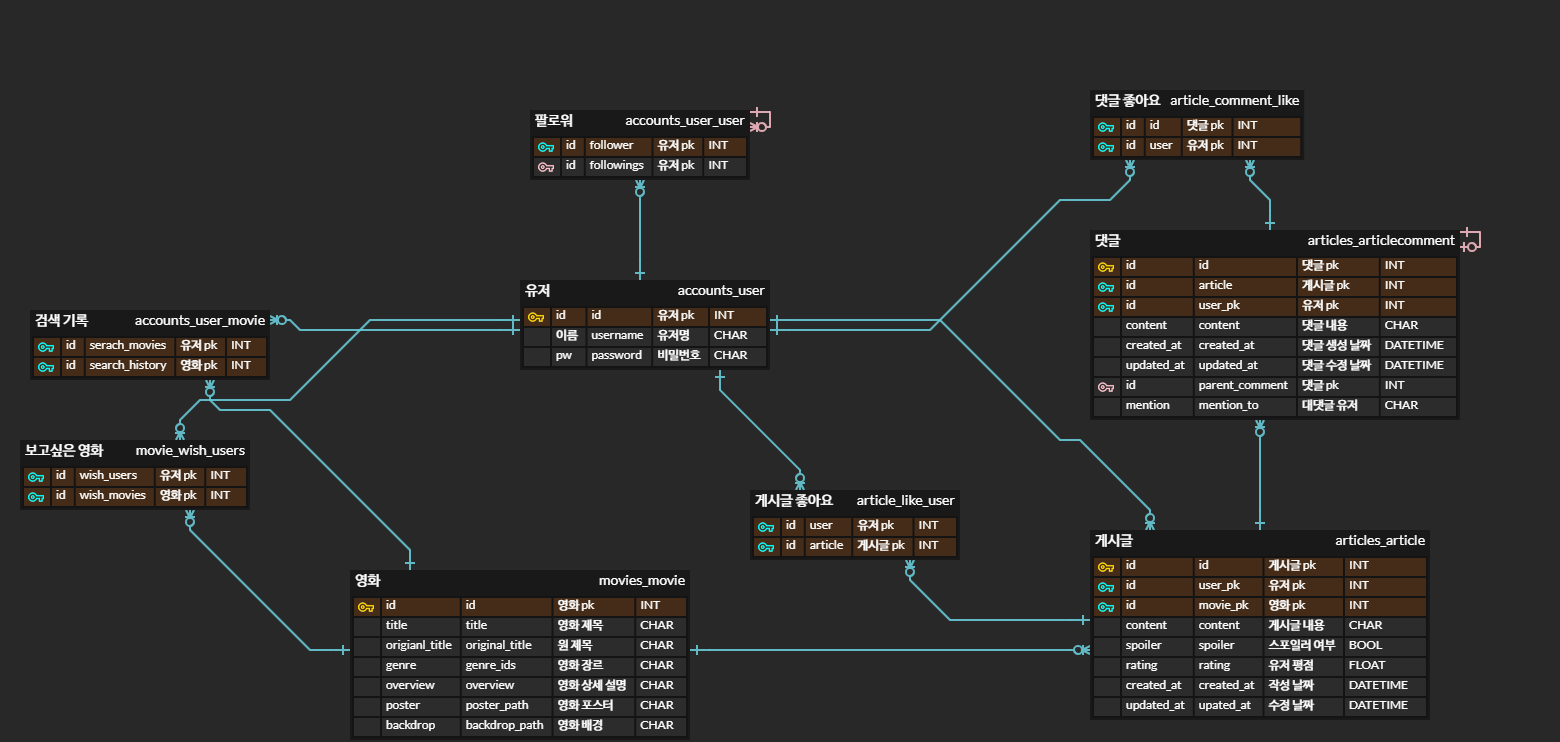 팔로워 accounts_user_user
id follower 유저 pk INT
id followings 유저 pk INT
댓글 좋아요 article_comment_like
id id 댓글 pk INT
id user 유저 pk INT
댓글 articles_articlecomment
id id 댓글 pk INT
id article 게시글 pk INT
id user_pk 유저 pk INT
content content 댓글 내용 CHAR
created_at created_at 댓글 생성 날짜 DATETIME
updated_at updated_at 댓글 수정 날짜 DATETIME
id parent_comment 댓글 pk INT
mention mention_to 대댓글 유저 CHAR
유저 accounts_user
id id 유저 pk INT
이름 username 유저명 CHAR
pw password 비밀번호 CHAR
검색 기록 accounts_user_movie
id serach_movies 유저 pk INT
id search_history 영화 pk INT
보고싶은 영화 movie_wish_users
id wish_users 유저 pk INT
id wish_movies 영화 pk INT
게시글 좋아요 article_like_user
id user 유저 pk INT
id article 게시글 pk INT
게시글 articles_article
id id 게시글 pk INT
id user_pk 유저 pk INT
id movie_pk 영화 pk INT
content content 게시글 내용 CHAR
spoiler spoiler 스포일러 여부 BOOL
rating rating 유저 평점 FLOAT
created_at created_at 작성 날짜 DATETIME
updated_at upated_at 수정 날짜 DATETIME
영화 movies_movie
id id 영화 pk INT
title title 영화 제목 CHAR
origianl_title original_title 원 제목 CHAR
genre genre_ids 영화 장르 CHAR
overview overview 영화 상세 설명 CHAR
poster poster_path 영화 포스터 CHAR
backdrop backdrop_path 영화 배경 CHAR